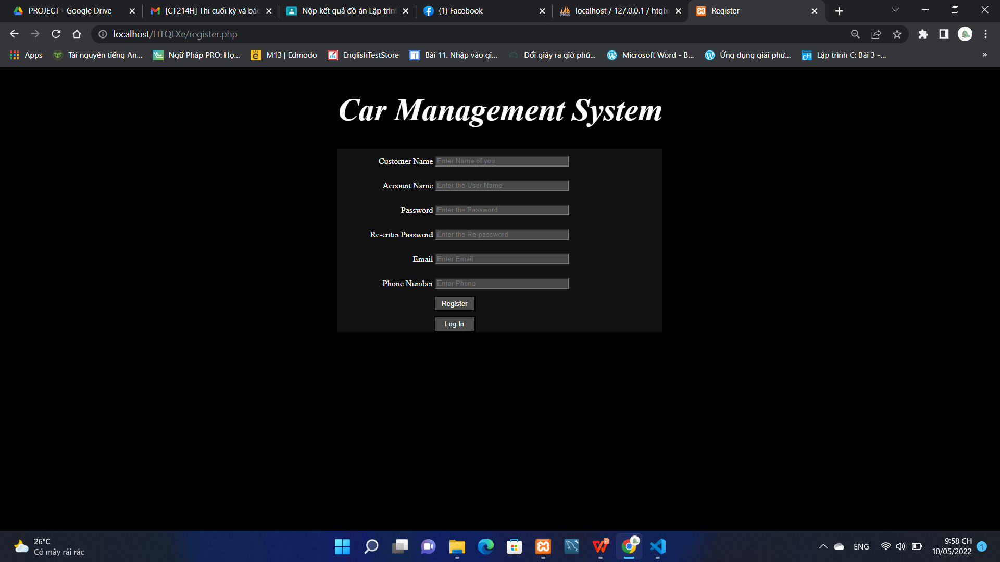 PROJECT - Google Drive
[CT214H] Thi cuối kỳ và báo
Nộp kết quả đồ án Lập trình
(1) Facebook
localhost / 127.0.0.1 / htqlx
Register
localhost/HTQLXe/register.php
Apps
Tài nguyên tiếng An...
Ngữ Pháp PRO: Họ...
M13 | Edmodo
EnglishTestStore
Bài 11. Nhập vào gi...
Đổi giây ra giờ phú...
Microsoft Word - B...
Ứng dụng giải phư...
Lập trình C: Bài 3 -...
»
Car Management System
Customer Name Enter Name of you
Account Name Enter the User Name
Password Enter the Password
Re-enter Password Enter the Re-password
Email Enter Email
Phone Number Enter Phone
Register
Log In
26°C
Có mây rải rác
ENG
9:58 CH
10/05/2022
1